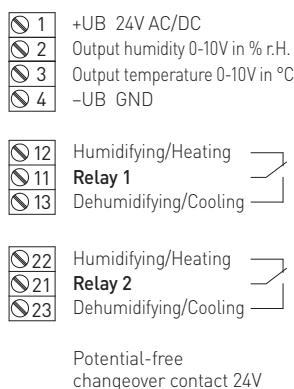 1 +UB 24V AC/DC
2 Output humidity 0-10V in % r.H.
3 Output temperature 0-10V in °C
4 –UB GND
12 Humidifying/Heating
11 Relay 1
13 Dehumidifying/Cooling
22 Humidifying/Heating
21 Relay 2
23 Dehumidifying/Cooling
Potential-free
changeover contact 24V